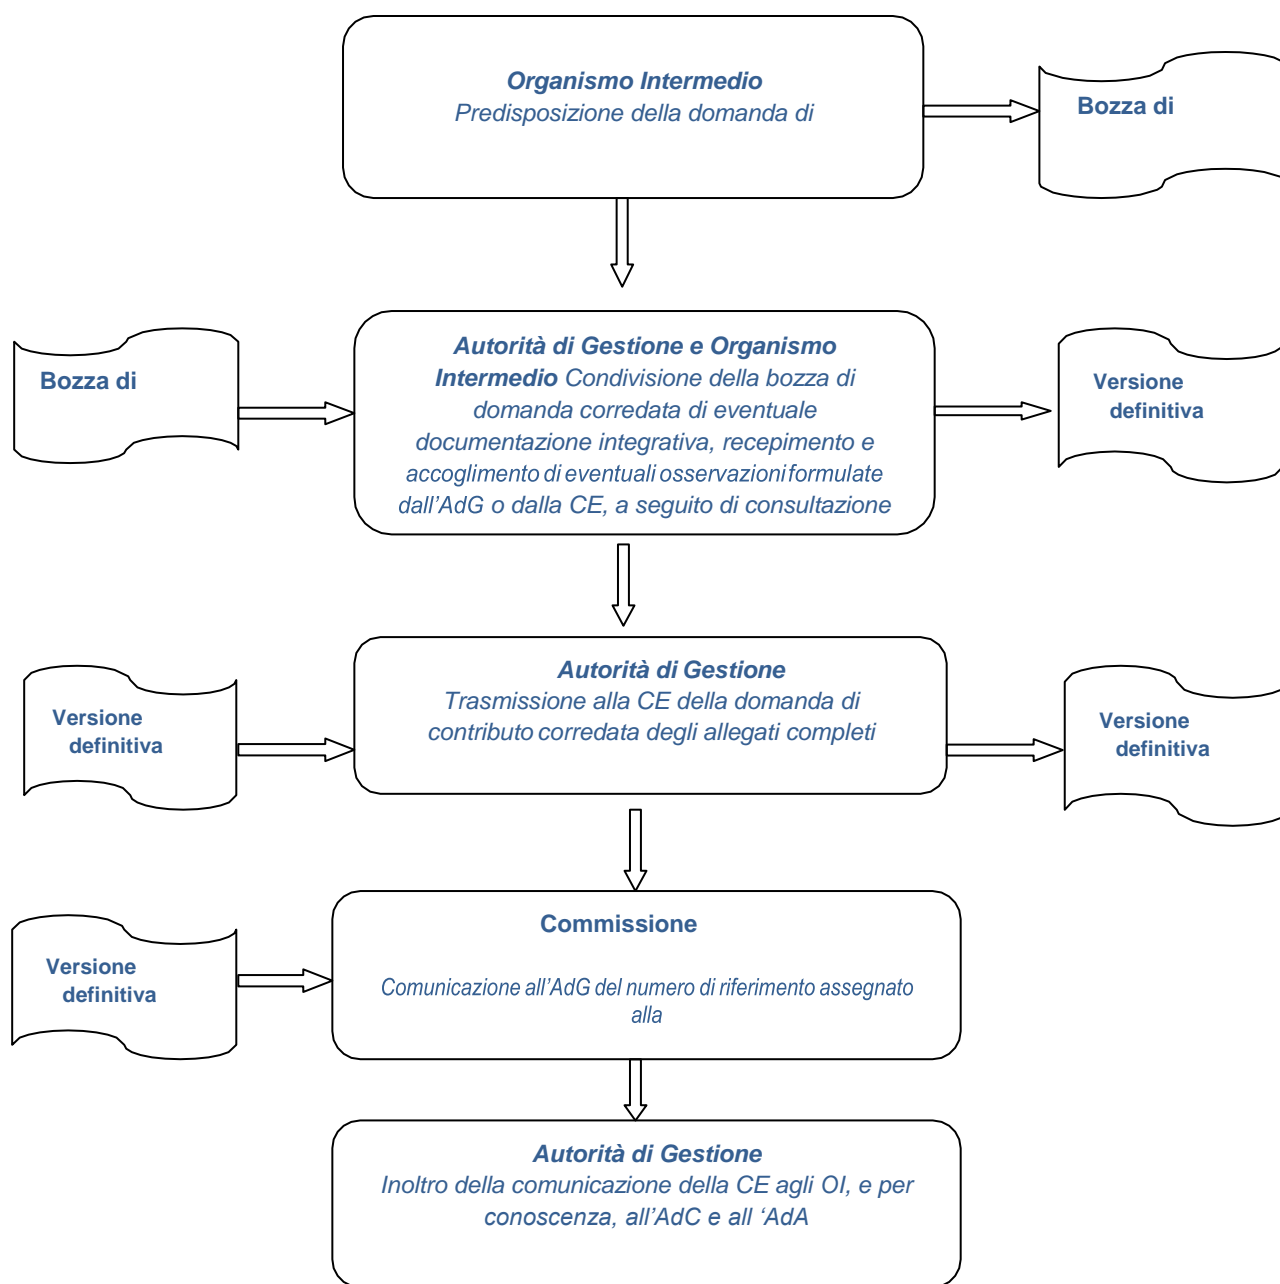 Organismo Intermedio
Predisposizione della domanda di
Bozza di
Bozza di
Autorità di Gestione e Organismo
Intermedio Condivisione della bozza di
domanda corredata di eventuale
documentazione integrativa, recepimento e
accoglimento di eventuali osservazioni formulate
dall’AdG o dalla CE, a seguito di consultazione
Versione
definitiva
Versione
definitiva
Autorità di Gestione
Trasmissione alla CE della domanda di
contributo corredata degli allegati completi
Versione
definitiva
Versione
definitiva
Commissione
Comunicazione all’AdG del numero di riferimento assegnato
alla
Autorità di Gestione
Inoltro della comunicazione della CE agli OI, e per
conoscenza, all’AdC e all ‘AdA